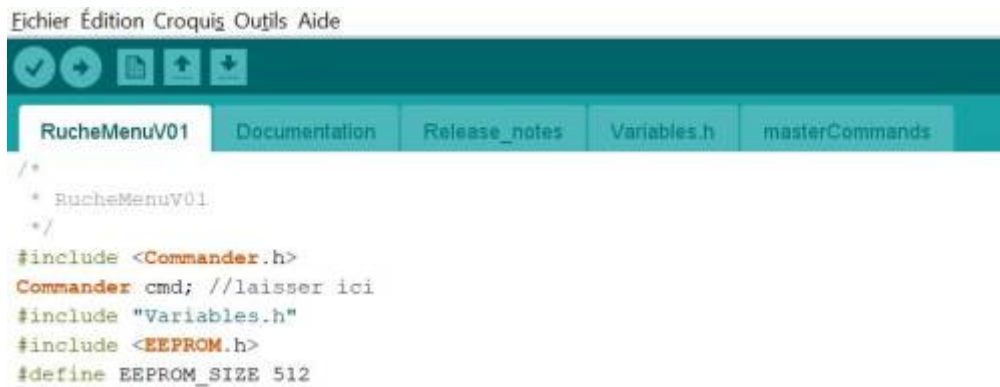 Fichier Édition Croquis Outils Aide
RucheMenuV01 Documentation Release_notes Variables.h masterCommands
/*
 * RucheMenuV01
 */
#include <Commander.h>
Commander cmd; //laisser ici
#include "Variables.h"
#include <EEPROM.h>
#define EEPROM_SIZE 512